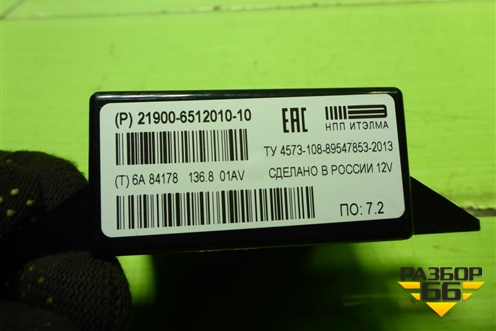 (P) 21900-6512010-10
EAC
НПП ИТЭЛМА
ТУ 4573-108-89547853-2013
(T) 6A 84178 136.8 01AV
СДЕЛАНО В РОССИИ 12V
ПО: 7.2
РАЗБОР
66